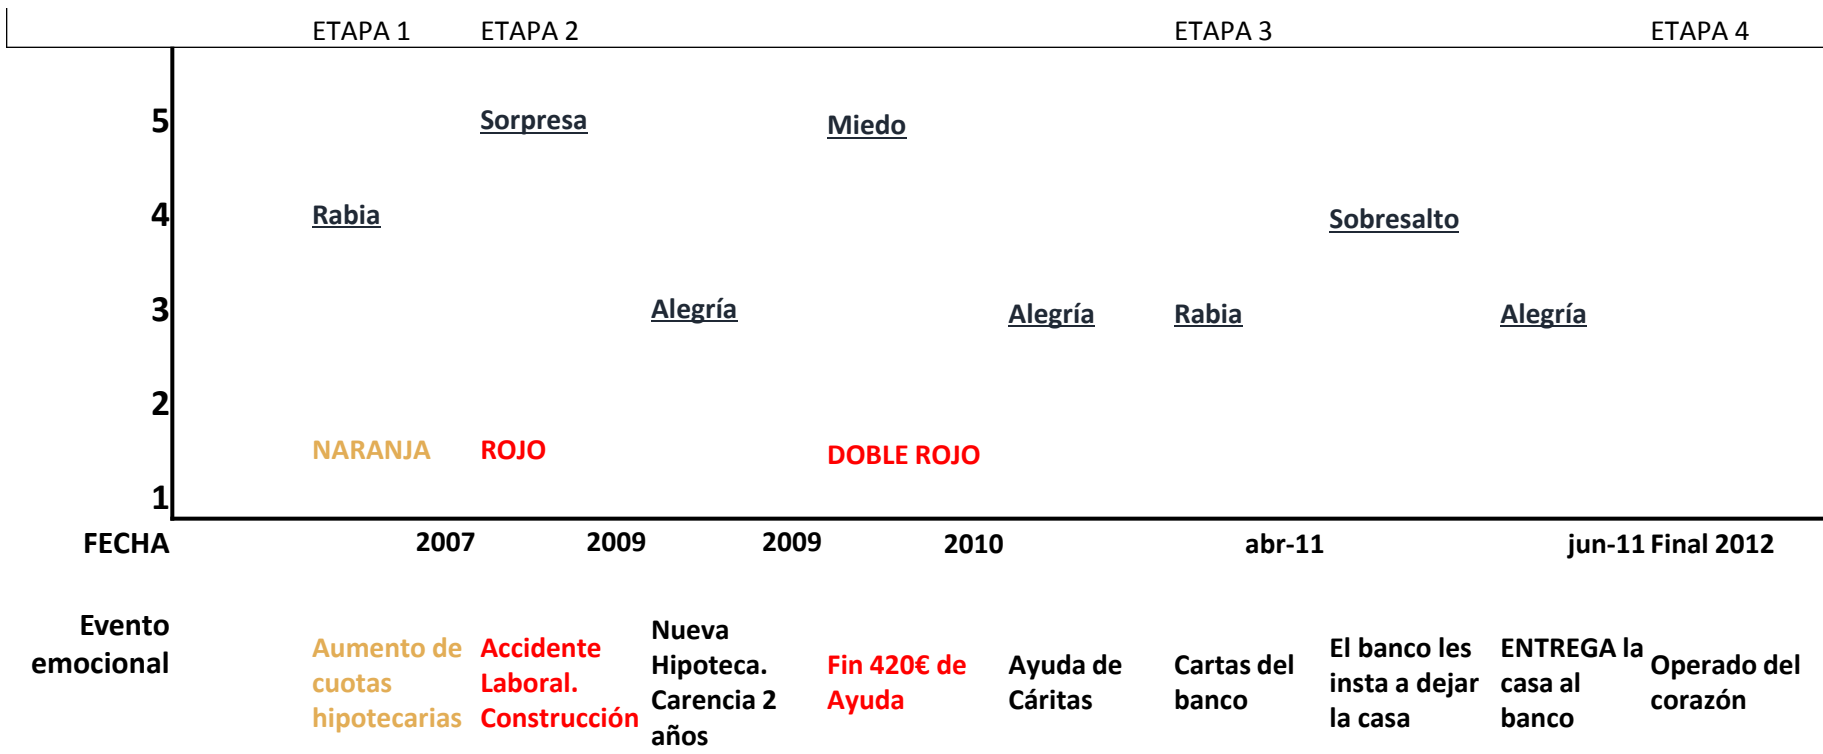 ETAPA 1 ETAPA 2 ETAPA 3 ETAPA 4
5 Sorpresa Miedo
4 Rabia Sobresalto
3 Alegría Alegría Rabia Alegría
2
NARANJA ROJO DOBLE ROJO
1
FECHA 2007 2009 2009 2010 abr-11 jun-11 Final 2012
Evento
emocional
Aumento de
cuotas
hipotecarias
Accidente
Laboral.
Construcción
Nueva
Hipoteca.
Carencia 2
años
Fin 420€ de
Ayuda
Ayuda de
Cáritas
Cartas del
banco
El banco les
insta a dejar
la casa
ENTREGA la
casa al
banco
Operado del
corazón